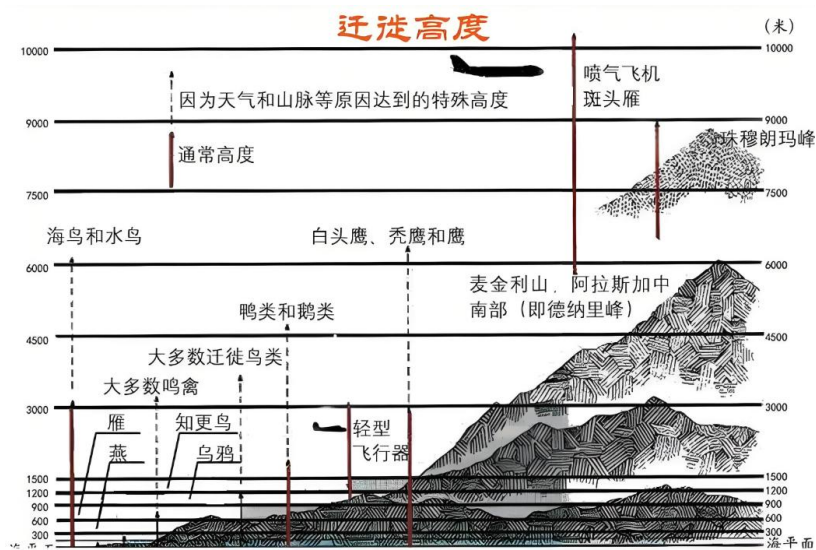 迁徙高度
(米)
10000
10000
喷气飞机
斑头雁
因为天气和山脉等原因达到的特殊高度
9000
9000
通常高度
珠穆朗玛峰
7500
7500
海鸟和水鸟
白头鹰、秃鹰和鹰
6000
6000
麦金利山，阿拉斯加中
南部（即德纳里峰）
鸭类和鹅类
4500
4500
大多数迁徙鸟类
大多数鸣禽
3000
3000
雁
知更鸟
轻型
飞行器
燕
乌鸦
1500
1500
1200
1200
900
900
600
600
300
300
海平面
海平面